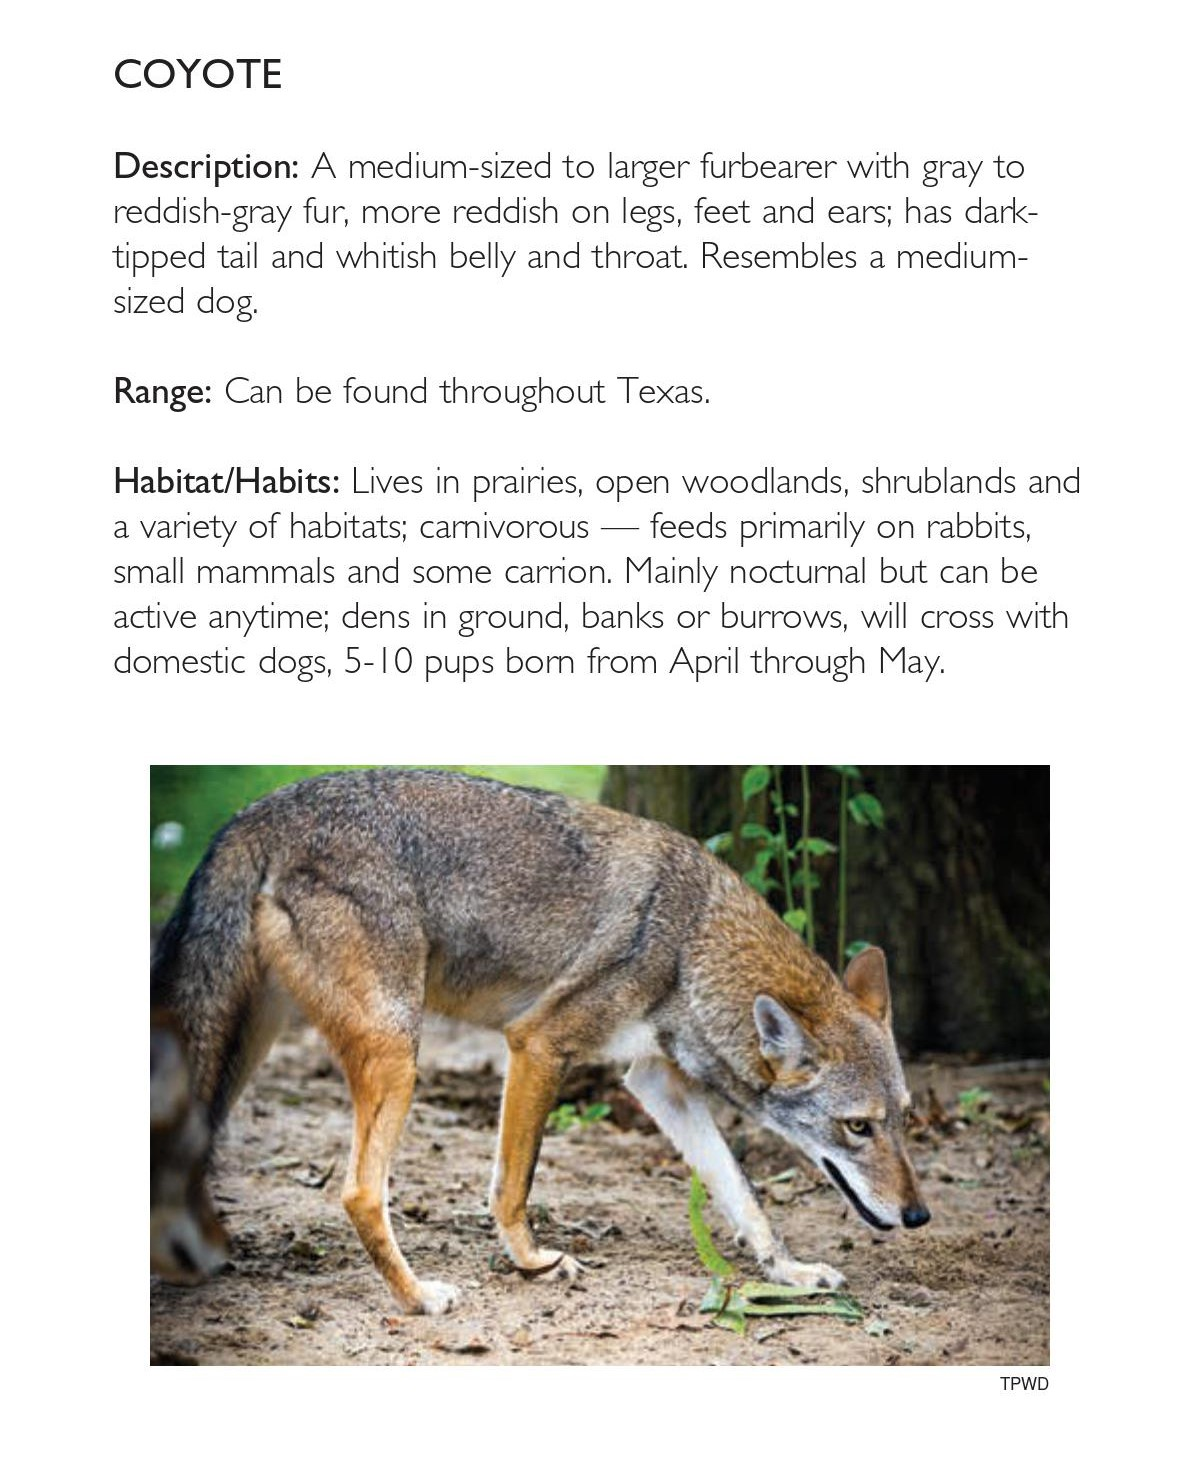 COYOTE
Description: A medium-sized to larger furbearer with gray to
reddish-gray fur, more reddish on legs, feet and ears; has dark-
tipped tail and whitish belly and throat. Resembles a medium-
sized dog.
Range: Can be found throughout Texas.
Habitat/Habits: Lives in prairies, open woodlands, shrublands and
a variety of habitats; carnivorous — feeds primarily on rabbits,
small mammals and some carrion. Mainly nocturnal but can be
active anytime; dens in ground, banks or burrows, will cross with
domestic dogs, 5-10 pups born from April through May.
TPWD